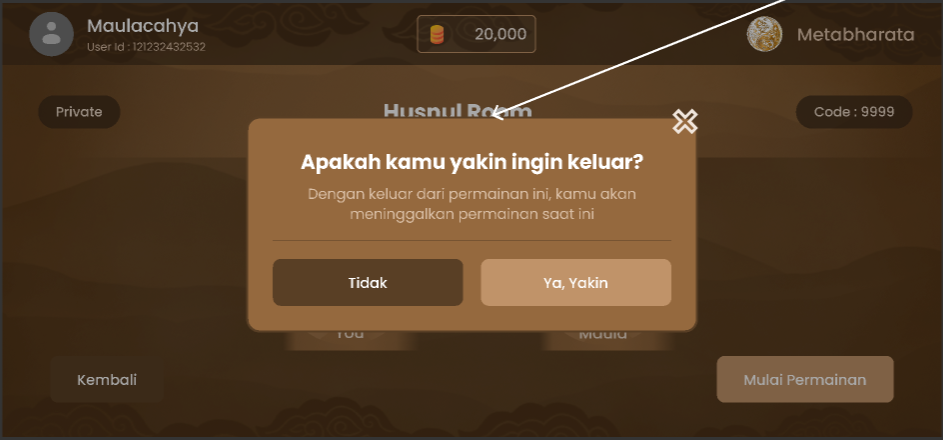 Maulacahya
User Id : 121232432532
20,000
Metabharata
Private
Husnul Room
Code : 9999
Apakah kamu yakin ingin keluar?
Dengan keluar dari permainan ini, kamu akan
meninggalkan permainan saat ini
Tidak
Ya, Yakin
You
Maula
Kembali
Mulai Permainan